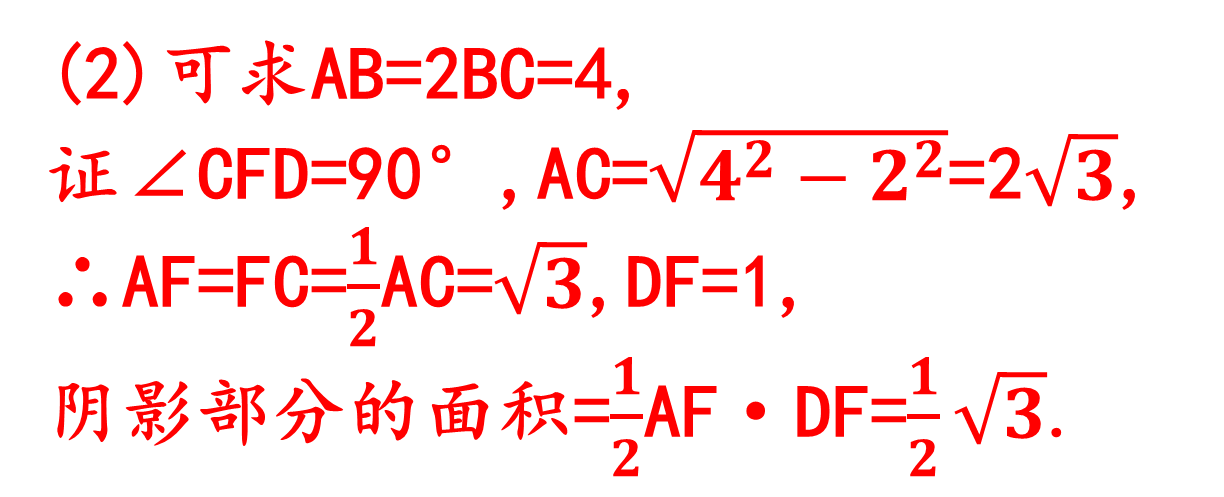 (2)可求AB=2BC=4,
证∠CFD=90°,AC=√(4²－2²)=2√3,
∴AF=FC=1/2AC=√3,DF=1,
阴影部分的面积=1/2AF·DF=1/2√3.